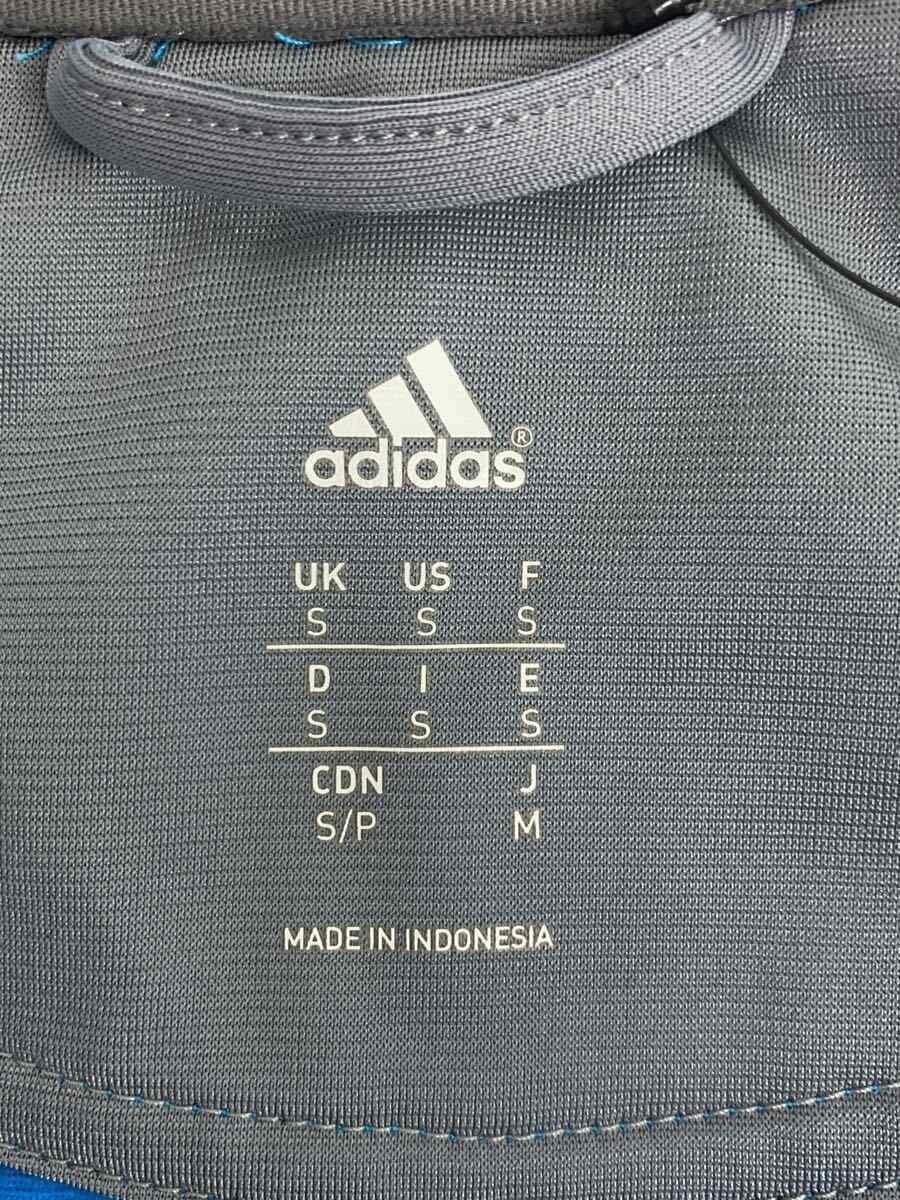 adidas®
UK US F
S S S
D I E
S S S
CDN J
S/P M
MADE IN INDONESIA